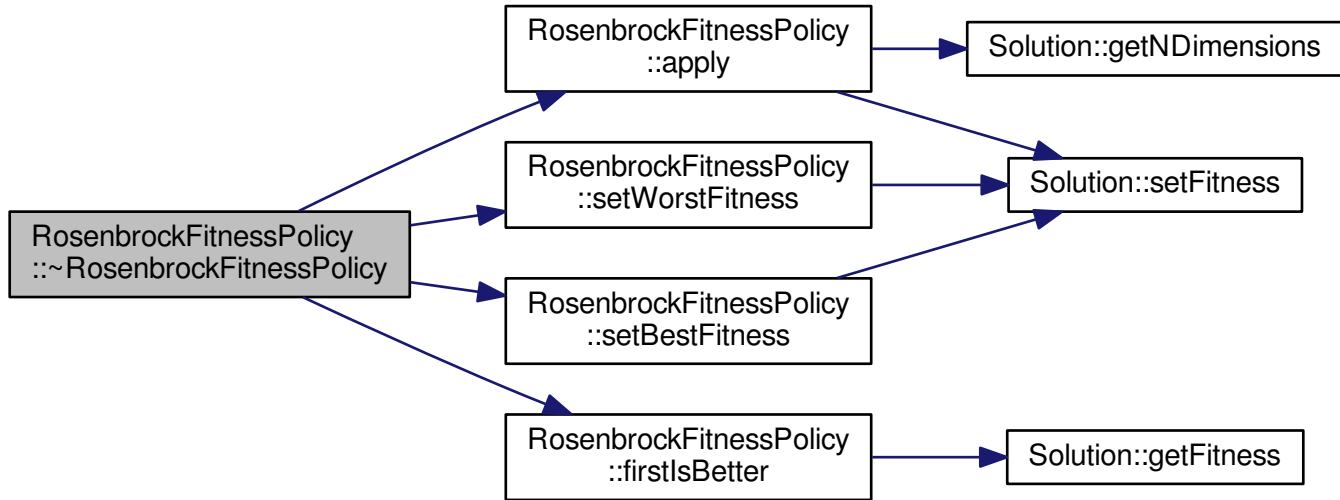 RosenbrockFitnessPolicy
::~RosenbrockFitnessPolicy
RosenbrockFitnessPolicy
::apply
RosenbrockFitnessPolicy
::setWorstFitness
RosenbrockFitnessPolicy
::setBestFitness
RosenbrockFitnessPolicy
::firstIsBetter
Solution::getNDimensions
Solution::setFitness
Solution::getFitness